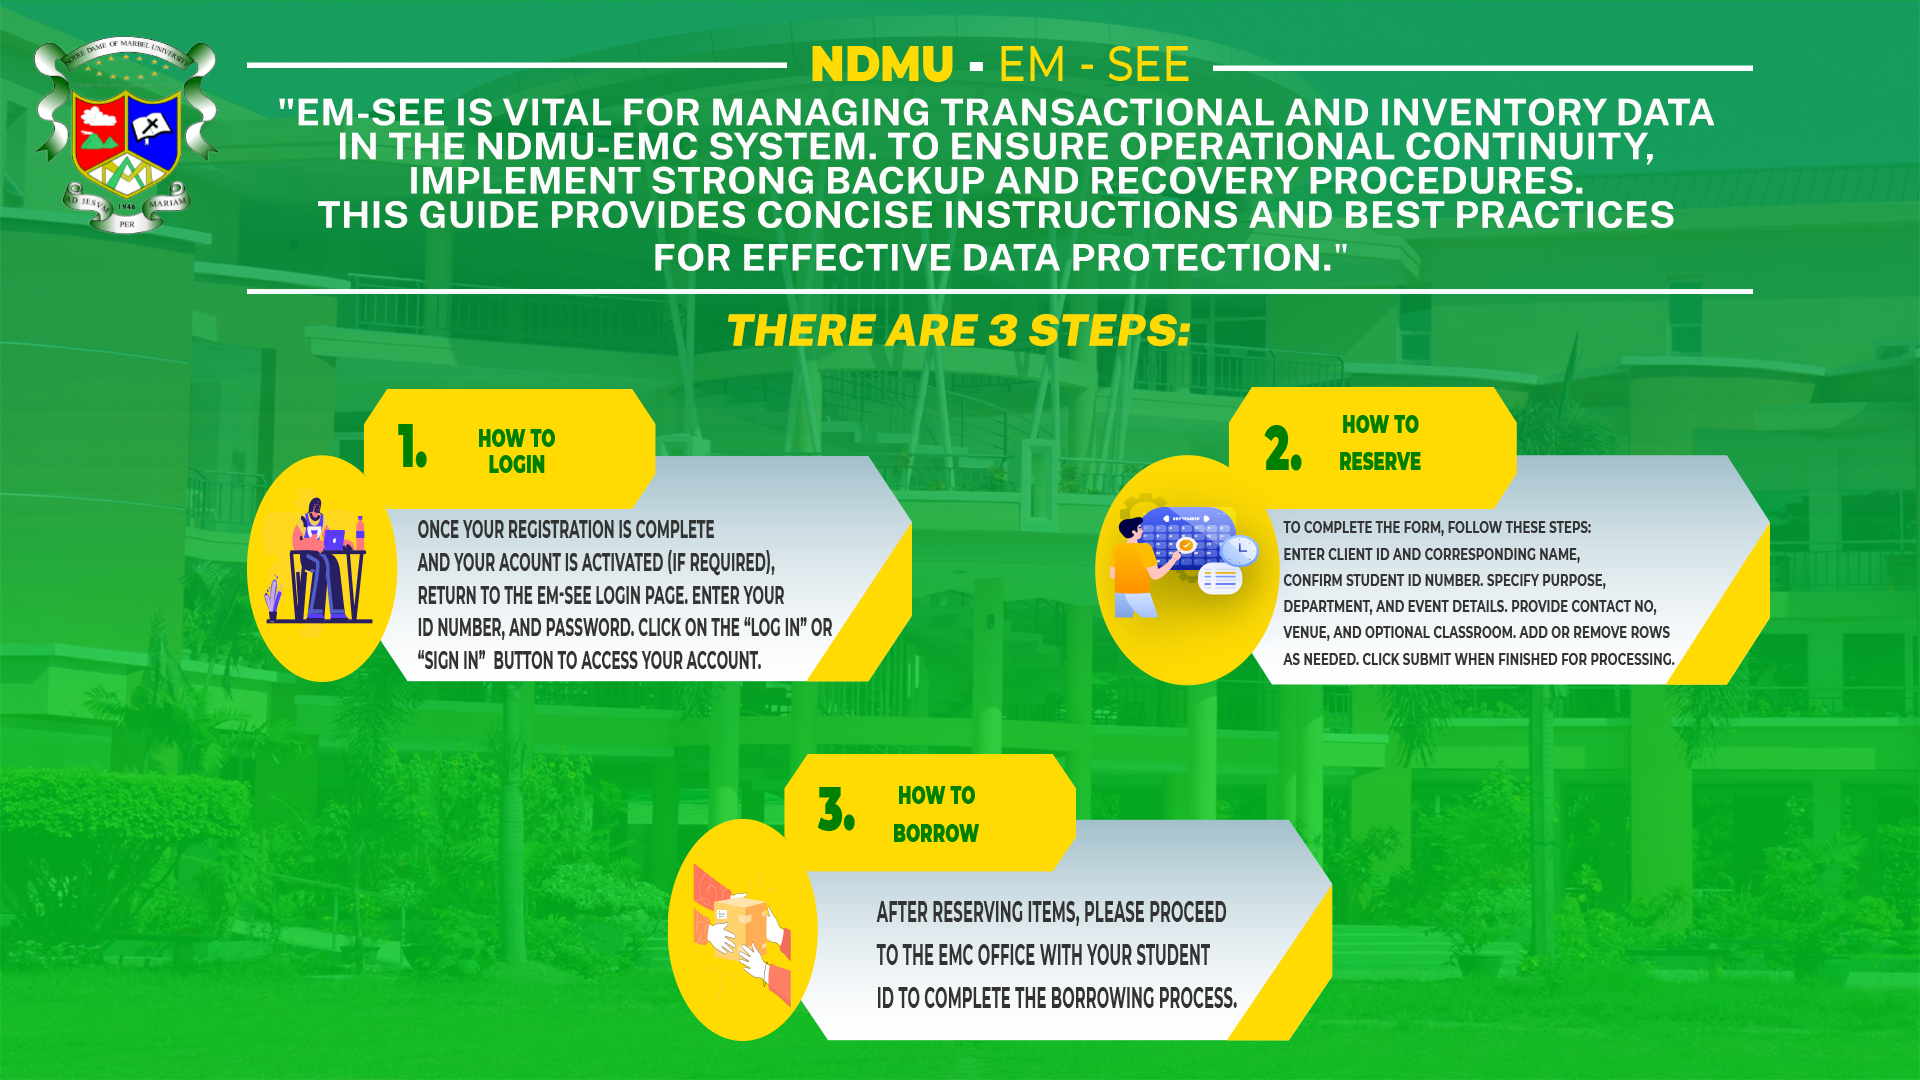 NOTRE DAME OF MARBEL UNIVERSITY
AD JESVM
1946
MARIAM
PER
NDMU - EM - SEE
"EM-SEE IS VITAL FOR MANAGING TRANSACTIONAL AND INVENTORY DATA
IN THE NDMU-EMC SYSTEM. TO ENSURE OPERATIONAL CONTINUITY,
IMPLEMENT STRONG BACKUP AND RECOVERY PROCEDURES.
THIS GUIDE PROVIDES CONCISE INSTRUCTIONS AND BEST PRACTICES
FOR EFFECTIVE DATA PROTECTION."
THERE ARE 3 STEPS:
1.
HOW TO
LOGIN
ONCE YOUR REGISTRATION IS COMPLETE
AND YOUR ACOUNT IS ACTIVATED (IF REQUIRED),
RETURN TO THE EM-SEE LOGIN PAGE. ENTER YOUR
ID NUMBER, AND PASSWORD. CLICK ON THE “LOG IN” OR
“SIGN IN” BUTTON TO ACCESS YOUR ACCOUNT.
2.
HOW TO
RESERVE
SEPTEMBER
TO COMPLETE THE FORM, FOLLOW THESE STEPS:
ENTER CLIENT ID AND CORRESPONDING NAME,
CONFIRM STUDENT ID NUMBER. SPECIFY PURPOSE,
DEPARTMENT, AND EVENT DETAILS. PROVIDE CONTACT NO,
VENUE, AND OPTIONAL CLASSROOM. ADD OR REMOVE ROWS
AS NEEDED. CLICK SUBMIT WHEN FINISHED FOR PROCESSING.
3.
HOW TO
BORROW
AFTER RESERVING ITEMS, PLEASE PROCEED
TO THE EMC OFFICE WITH YOUR STUDENT
ID TO COMPLETE THE BORROWING PROCESS.